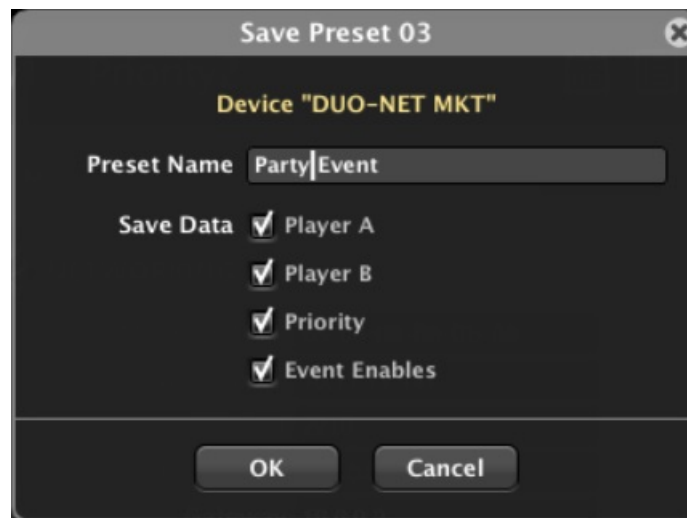 Save Preset 03
Device "DUO-NET MKT"
Preset Name Party Event
Save Data Player A
Player B
Priority
Event Enables
OK Cancel